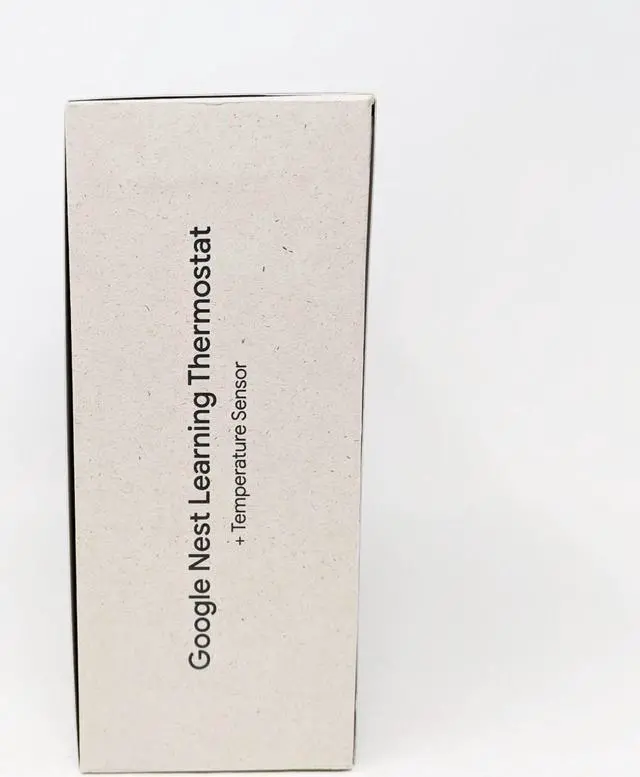 Google Nest Learning Thermostat
+ Temperature Sensor